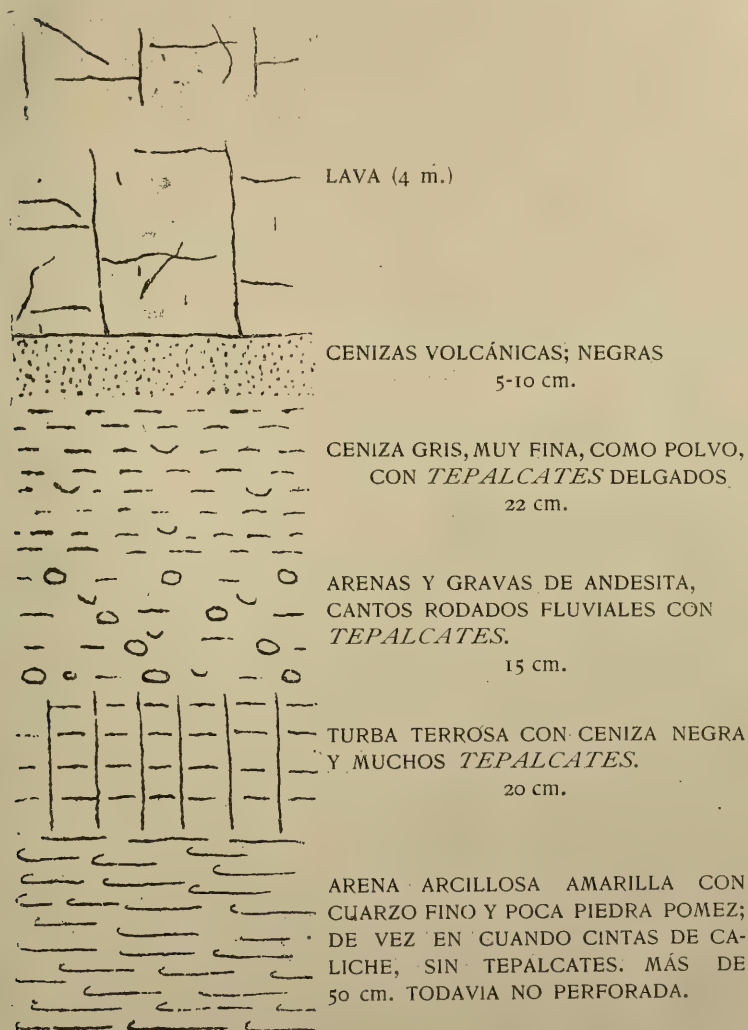 LAVA (4 m.)
CENIZAS VOLCÁNICAS; NEGRAS
5-10 cm.
CENIZA GRIS, MUY FINA, COMO POLVO,
CON TEPALCATES DELGADOS
22 cm.
ARENAS Y GRAVAS DE ANDESITA,
CANTOS RODADOS FLUVIALES CON
TEPALCATES.
15 cm.
TURBA TERROSA CON CENIZA NEGRA
Y MUCHOS TEPALCATES.
20 cm.
ARENA ARCILLOSA AMARILLA CON
CUARZO FINO Y POCA PIEDRA POMEZ;
DE VEZ EN CUANDO CINTAS DE CA-
LICHE, SIN TEPALCATES. MÁS DE
50 cm. TODAVIA NO PERFORADA.